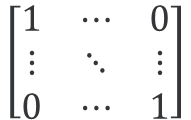 1 ⋯ 0
⋮ ⋱ ⋮
0 ⋯ 1